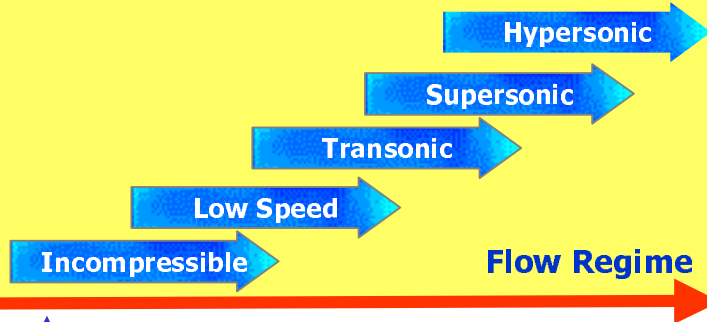 Hypersonic
Supersonic
Transonic
Low Speed
Incompressible
Flow Regime